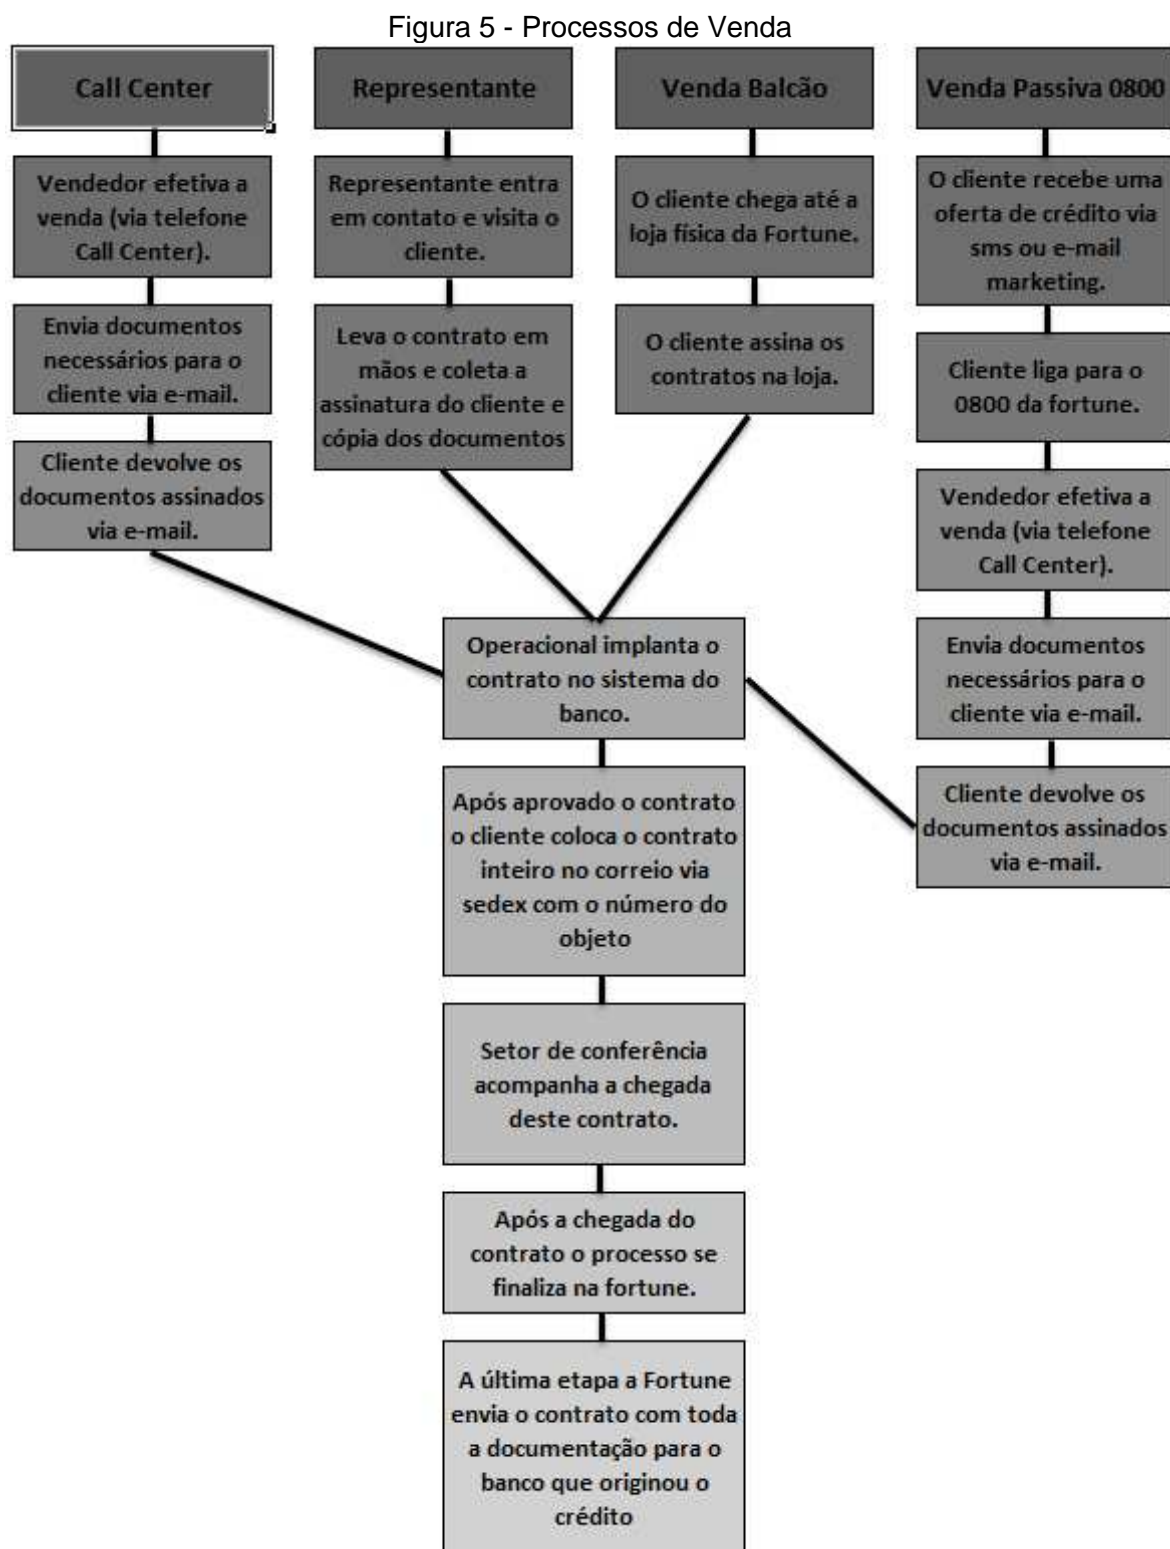 Figura 5 - Processos de Venda
Call Center
Vendedor efetiva a
venda (via telefone
Call Center).
Envia documentos
necessários para o
cliente via e-mail.
Cliente devolve os
documentos assinados
via e-mail.
Representante
Representante entra
em contato e visita o
cliente.
Leva o contrato em
mãos e coleta a
assinatura do cliente e
cópia dos documentos
Venda Balcão
O cliente chega até a
loja física da Fortune.
O cliente assina os
contratos na loja.
Venda Passiva 0800
O cliente recebe uma
oferta de crédito via
sms ou e-mail
marketing.
Cliente liga para o
0800 da fortune.
Vendedor efetiva a
venda (via telefone
Call Center).
Envia documentos
necessários para o
cliente via e-mail.
Cliente devolve os
documentos assinados
via e-mail.
Operacional implanta o
contrato no sistema do
banco.
Após aprovado o contrato
o cliente coloca o contrato
inteiro no correio via
sedex com o número do
objeto
Setor de conferência
acompanha a chegada
deste contrato.
Após a chegada do
contrato o processo se
finaliza na fortune.
A última etapa a Fortune
envia o contrato com toda
a documentação para o
banco que originou o
crédito